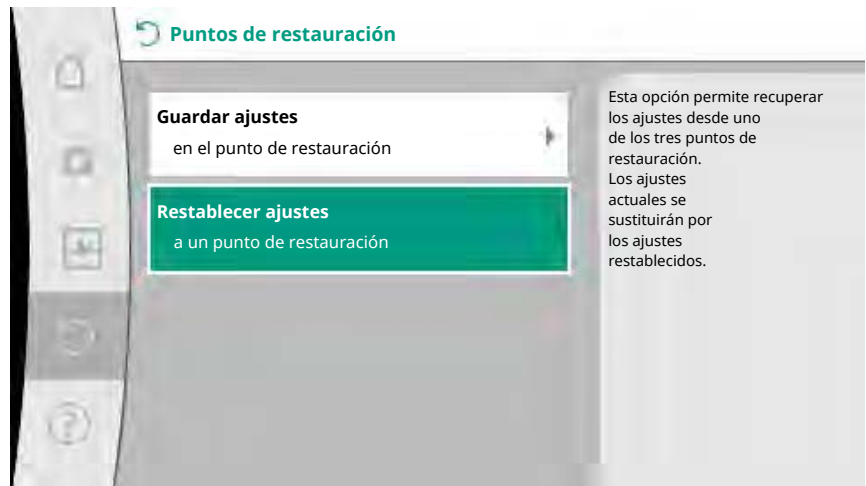 Puntos de restauración
Guardar ajustes
en el punto de restauración
Restablecer ajustes
a un punto de restauración
Esta opción permite recuperar
los ajustes desde uno
de los tres puntos de
restauración.
Los ajustes
actuales se
sustituirán por
los ajustes
restablecidos.